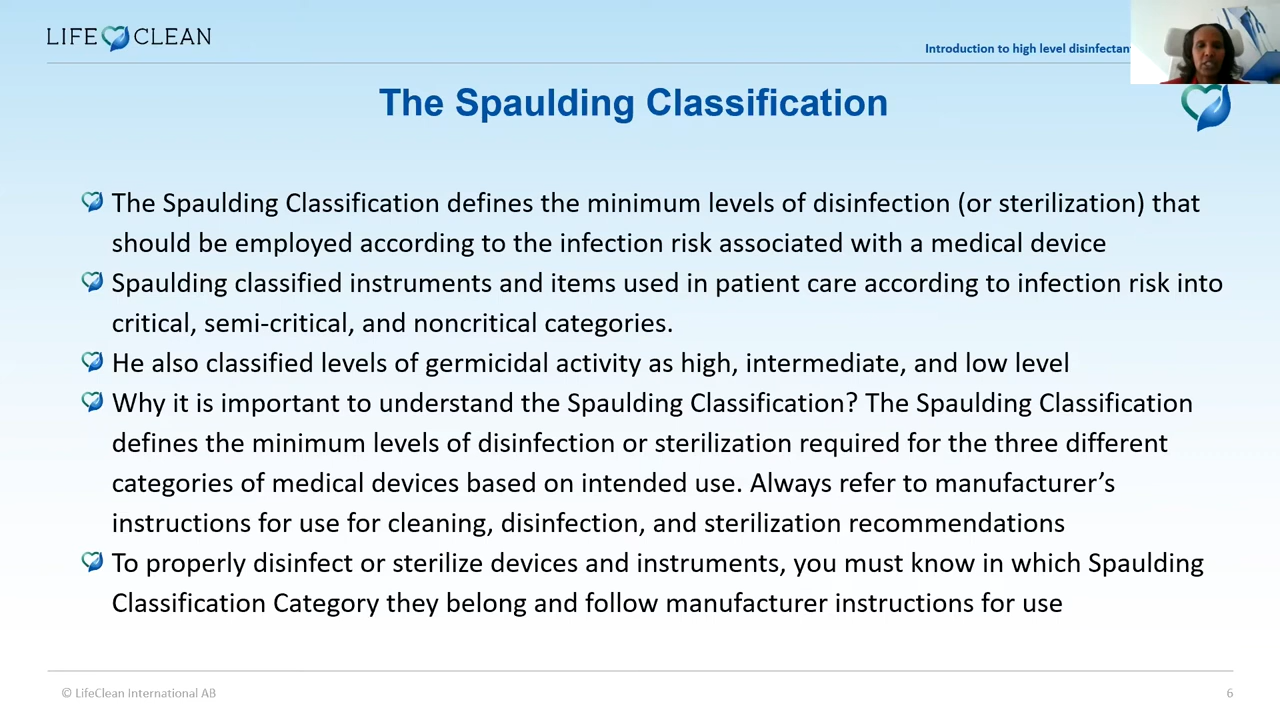 LIFE CLEAN
Introduction to high level disinfectan
The Spaulding Classification
The Spaulding Classification defines the minimum levels of disinfection (or sterilization) that
should be employed according to the infection risk associated with a medical device
Spaulding classified instruments and items used in patient care according to infection risk into
critical, semi-critical, and noncritical categories.
He also classified levels of germicidal activity as high, intermediate, and low level
Why it is important to understand the Spaulding Classification? The Spaulding Classification
defines the minimum levels of disinfection or sterilization required for the three different
categories of medical devices based on intended use. Always refer to manufacturer’s
instructions for use for cleaning, disinfection, and sterilization recommendations
To properly disinfect or sterilize devices and instruments, you must know in which Spaulding
Classification Category they belong and follow manufacturer instructions for use
© LifeClean International AB
6